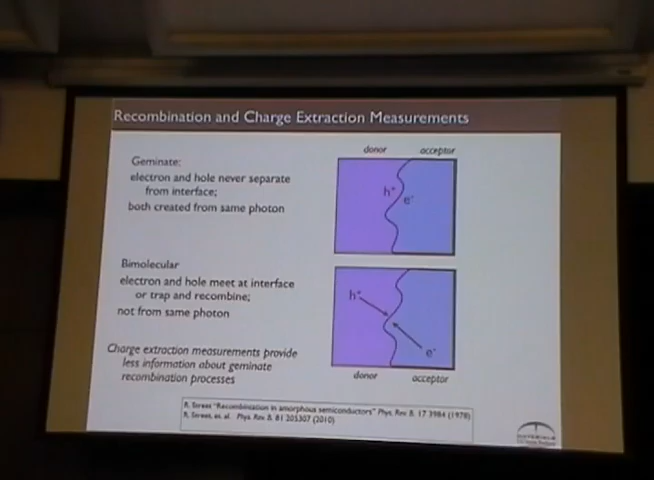 Recombination and Charge Extraction Measurements
donor acceptor
Geminate:
electron and hole never separate
from interface;
both created from same photon
h+
e-
Bimolecular
electron and hole meet at interface
or trap and recombine;
not from same photon
h+
e-
donor acceptor
Charge extraction measurements provide
less information about geminate
recombination processes
R. Street "Recombination in amorphous semiconductors" Phys. Rev B. 17 3984 (1978)
R. Street, et. al. Phys. Rev B. 81 205307 (2010)